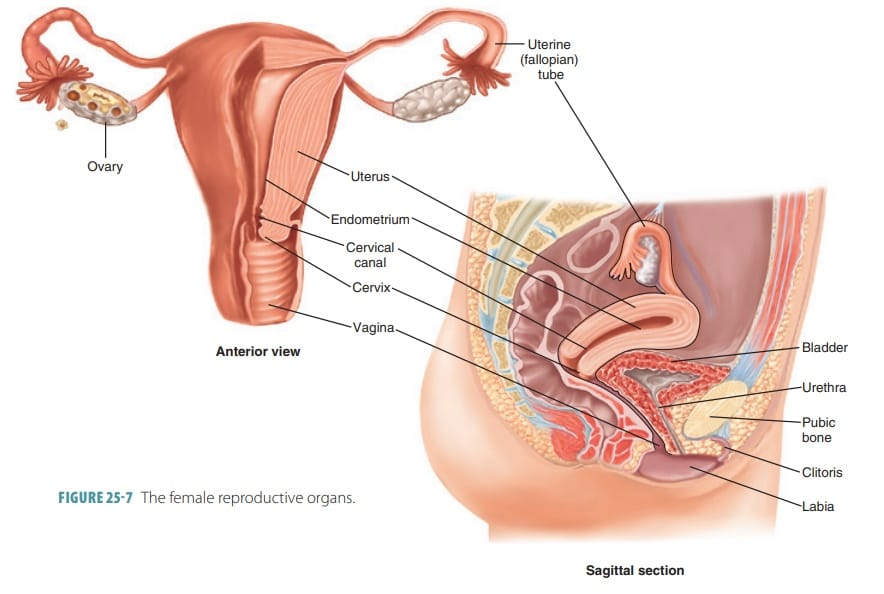 Uterine
(fallopian)
tube
Ovary
Uterus
Endometrium
Cervical
canal
Cervix
Vagina
Anterior view
Bladder
Urethra
Pubic
bone
Clitoris
Labia
FIGURE 25-7 The female reproductive organs.
Sagittal section